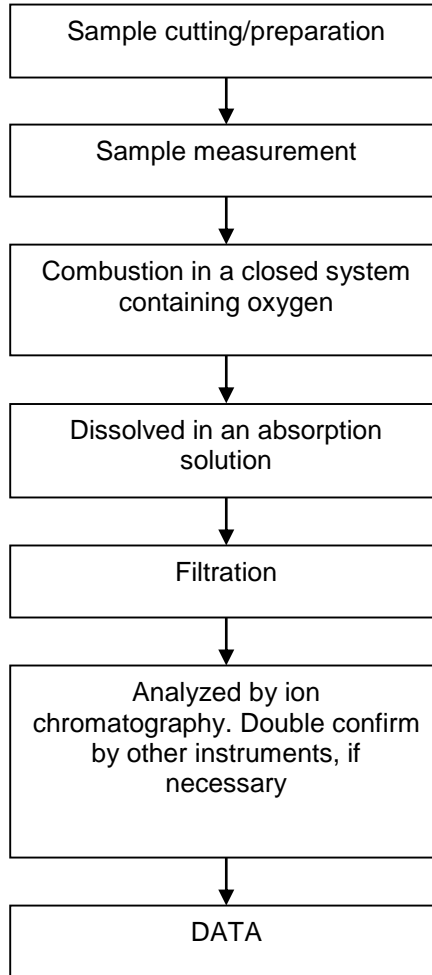 Sample cutting/preparation
Sample measurement
Combustion in a closed system
containing oxygen
Dissolved in an absorption
solution
Filtration
Analyzed by ion
chromatography. Double confirm
by other instruments, if
necessary
DATA